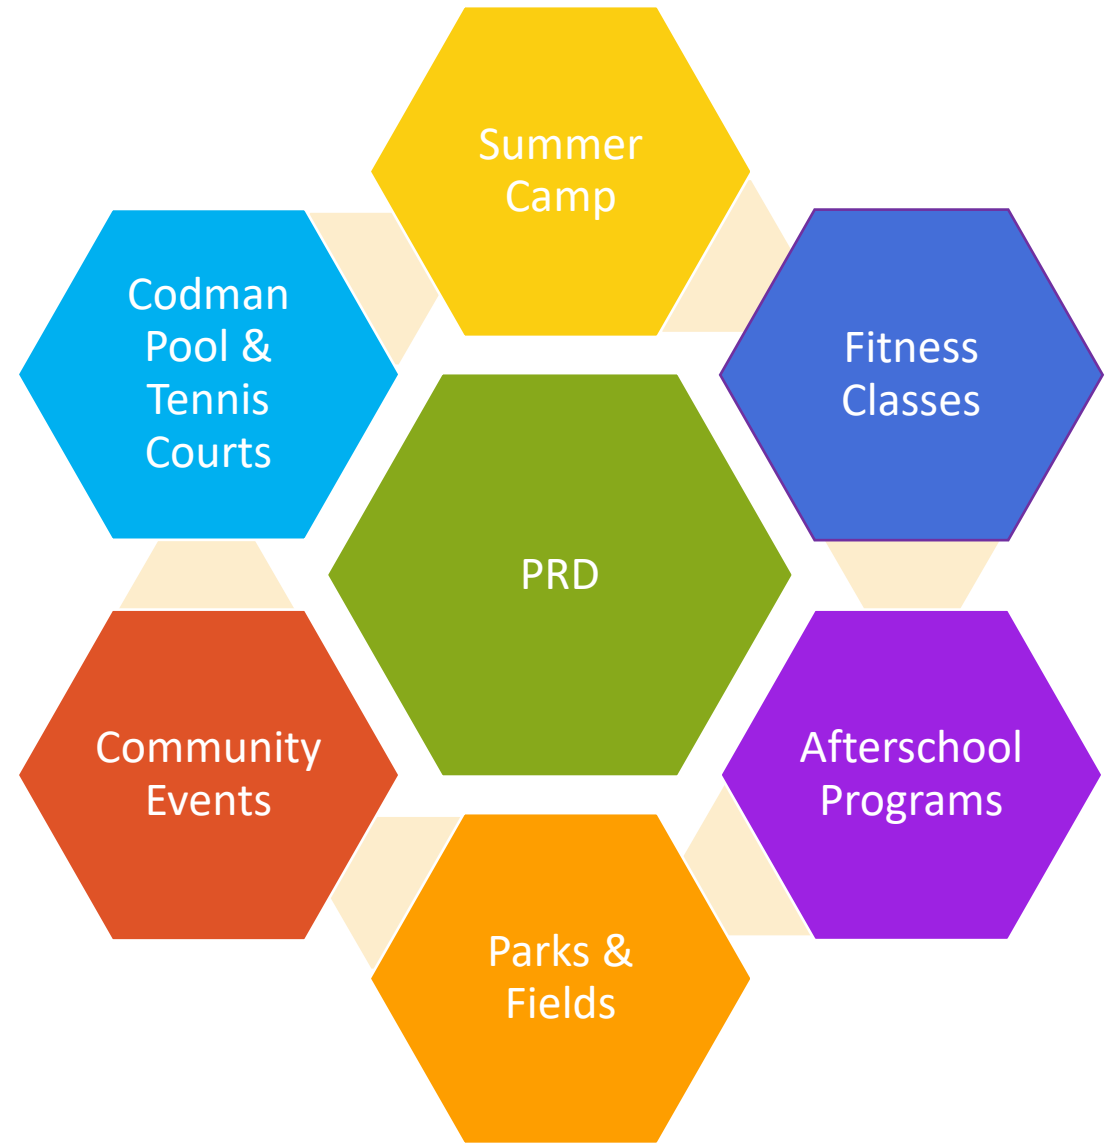 Summer
Camp
Codman
Pool &
Tennis
Courts
Fitness
Classes
PRD
Community
Events
Afterschool
Programs
Parks &
Fields